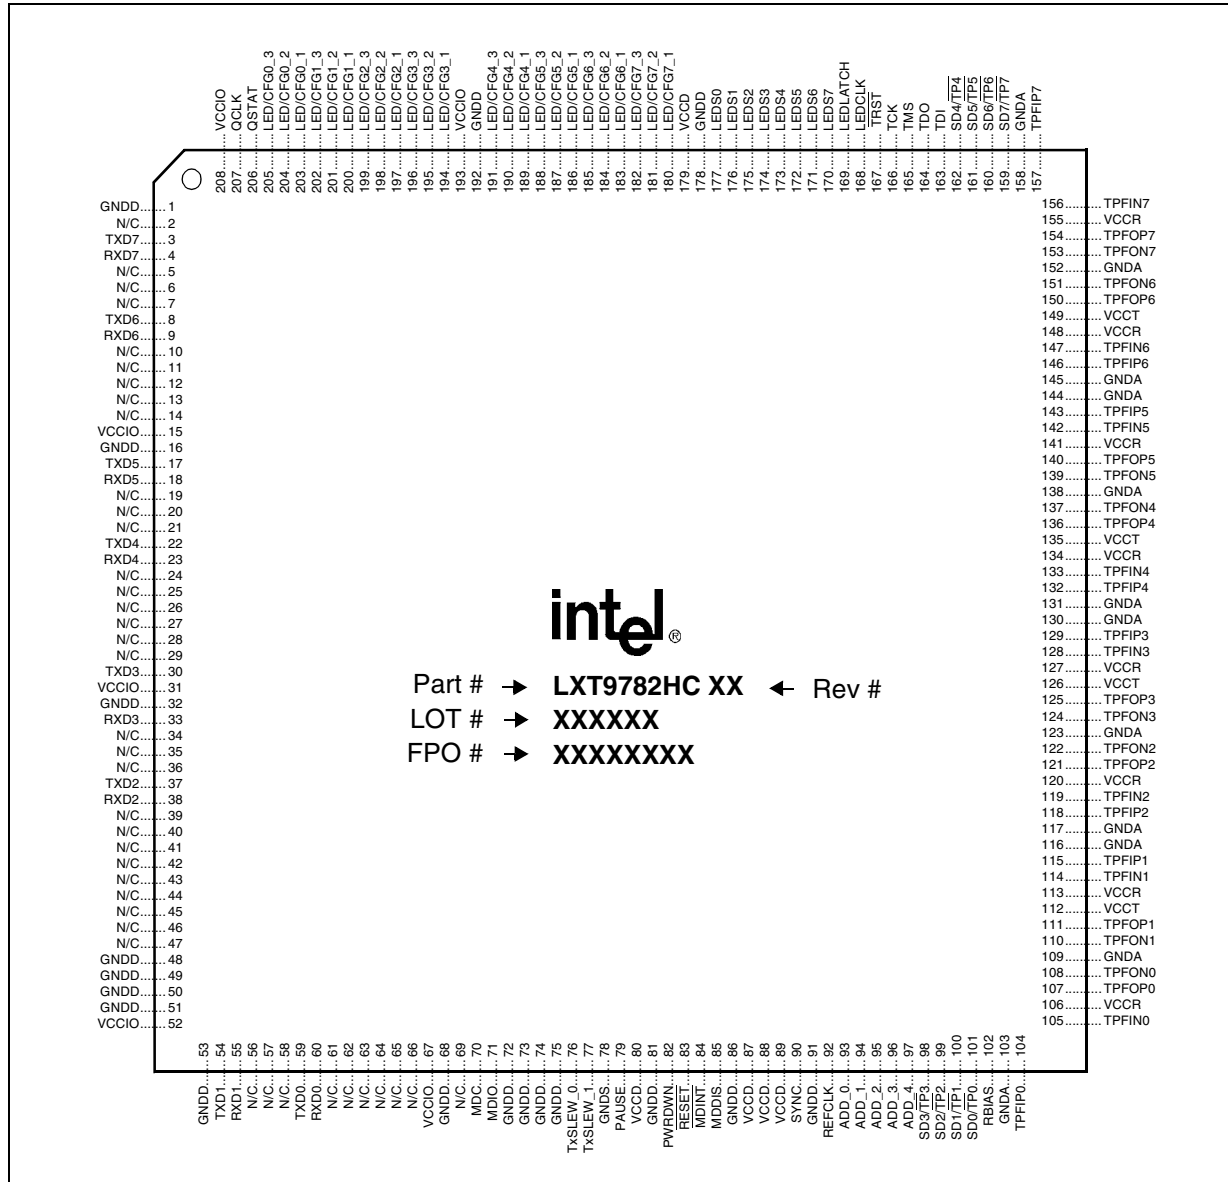 208........VCCIO
207........QCLK
206........QSTAT
205........LED/CFG0_3
204........LED/CFG0_2
203........LED/CFG0_1
202........LED/CFG1_3
201........LED/CFG1_2
200........LED/CFG1_1
199........LED/CFG2_3
198........LED/CFG2_2
197........LED/CFG2_1
196........LED/CFG3_3
195........LED/CFG3_2
194........LED/CFG3_1
193........VCCIO
192........GNDD
191........LED/CFG4_3
190........LED/CFG4_2
189........LED/CFG4_1
188........LED/CFG5_3
187........LED/CFG5_2
186........LED/CFG5_1
185........LED/CFG6_3
184........LED/CFG6_2
183........LED/CFG6_1
182........LED/CFG7_3
181........LED/CFG7_2
180........LED/CFG7_1
179........VCCD
178........GNDD
177........LEDS0
176........LEDS1
175........LEDS2
174........LEDS3
173........LEDS4
172........LEDS5
171........LEDS6
170........LEDS7
169........LEDLATCH
168........LEDCLK
167........TRST
166........TCK
165........TMS
164........TDO
163........TDI
162........SD4/TP4
161........SD5/TP5
160........SD6/TP6
159........SD7/TP7
158........GNDA
157........TPFIP7
GNDD.......1
N/C.......2
TXD7.......3
RXD7.......4
N/C.......5
N/C.......6
N/C.......7
TXD6.......8
RXD6.......9
N/C.......10
N/C.......11
N/C.......12
N/C.......13
N/C.......14
VCCIO.......15
GNDD.......16
TXD5.......17
RXD5.......18
N/C.......19
N/C.......20
N/C.......21
TXD4.......22
RXD4.......23
N/C.......24
N/C.......25
N/C.......26
N/C.......27
N/C.......28
N/C.......29
TXD3.......30
VCCIO.......31
GNDD.......32
RXD3.......33
N/C.......34
N/C.......35
N/C.......36
TXD2.......37
RXD2.......38
N/C.......39
N/C.......40
N/C.......41
N/C.......42
N/C.......43
N/C.......44
N/C.......45
N/C.......46
N/C.......47
GNDD.......48
GNDD.......49
GNDD.......50
GNDD.......51
VCCIO.......52
intel®
Part # → LXT9782HC XX ← Rev #
LOT # → XXXXXX
FPO # → XXXXXXXX
156..........TPFIN7
155..........VCCR
154..........TPFOP7
153..........TPFON7
152..........GNDA
151..........TPFON6
150..........TPFOP6
149..........VCCT
148..........VCCR
147..........TPFIN6
146..........TPFIP6
145..........GNDA
144..........GNDA
143..........TPFIP5
142..........TPFIN5
141..........VCCR
140..........TPFOP5
139..........TPFON5
138..........GNDA
137..........TPFON4
136..........TPFOP4
135..........VCCT
134..........VCCR
133..........TPFIN4
132..........TPFIP4
131..........GNDA
130..........GNDA
129..........TPFIP3
128..........TPFIN3
127..........VCCR
126..........VCCT
125..........TPFOP3
124..........TPFON3
123..........GNDA
122..........TPFON2
121..........TPFOP2
120..........VCCR
119..........TPFIN2
118..........TPFIP2
117..........GNDA
116..........GNDA
115..........TPFIP1
114..........TPFIN1
113..........VCCR
112..........VCCT
111..........TPFOP1
110..........TPFON1
109..........GNDA
108..........TPFON0
107..........TPFOP0
106..........VCCR
105..........TPFIN0
GNDD.......53
TXD1.......54
RXD1.......55
N/C.......56
N/C.......57
N/C.......58
TXD0.......59
RXD0.......60
N/C.......61
N/C.......62
N/C.......63
N/C.......64
N/C.......65
N/C.......66
VCCIO.......67
GNDD.......68
N/C.......69
MDC.......70
MDIO.......71
GNDD.......72
GNDD.......73
GNDD.......74
GNDD.......75
TxSLEW_0.......76
TxSLEW_1.......77
GNDS.......78
PAUSE.......79
VCCD.......80
GNDD.......81
PWRDWN.......82
RESET.......83
MDINT.......84
MDDIS.......85
GNDD.......86
VCCD.......87
VCCD.......88
VCCD.......89
SYNC.......90
GNDD.......91
REFCLK.......92
ADD_0.......93
ADD_1.......94
ADD_2.......95
ADD_3.......96
ADD_4.......97
SD3/TP3.......98
SD2/TP2.......99
SD1/TP1.......100
SD0/TP0.......101
RBIAS.......102
GNDA.......103
TPFIP0.......104